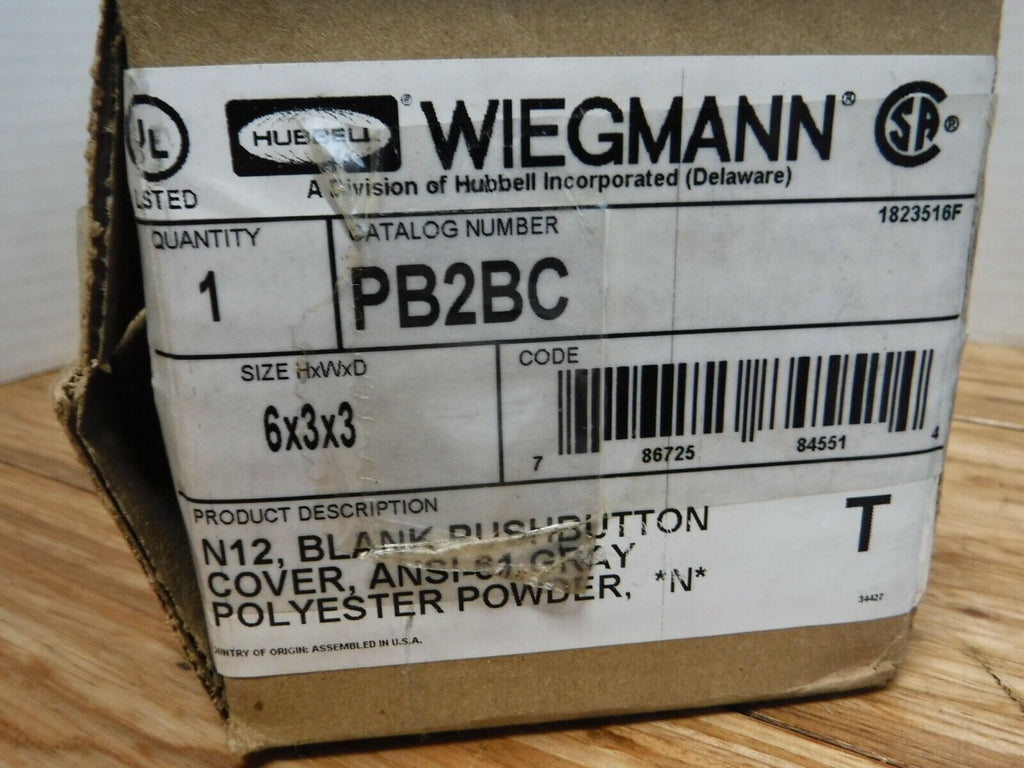 UL
LISTED
HUBBELL ® WIEGMANN®
SA ®
A Division of Hubbell Incorporated (Delaware)
1823516F
QUANTITY
1
CATALOG NUMBER
PB2BC
SIZE HxWxD
6x3x3
CODE
7 86725 84551 4
PRODUCT DESCRIPTION
N12, BLANK PUSHBUTTON
COVER, ANSI-61 GRAY
POLYESTER POWDER, *N*
T
34427
UNTRY OF ORIGIN: ASSEMBLED IN U.S.A.